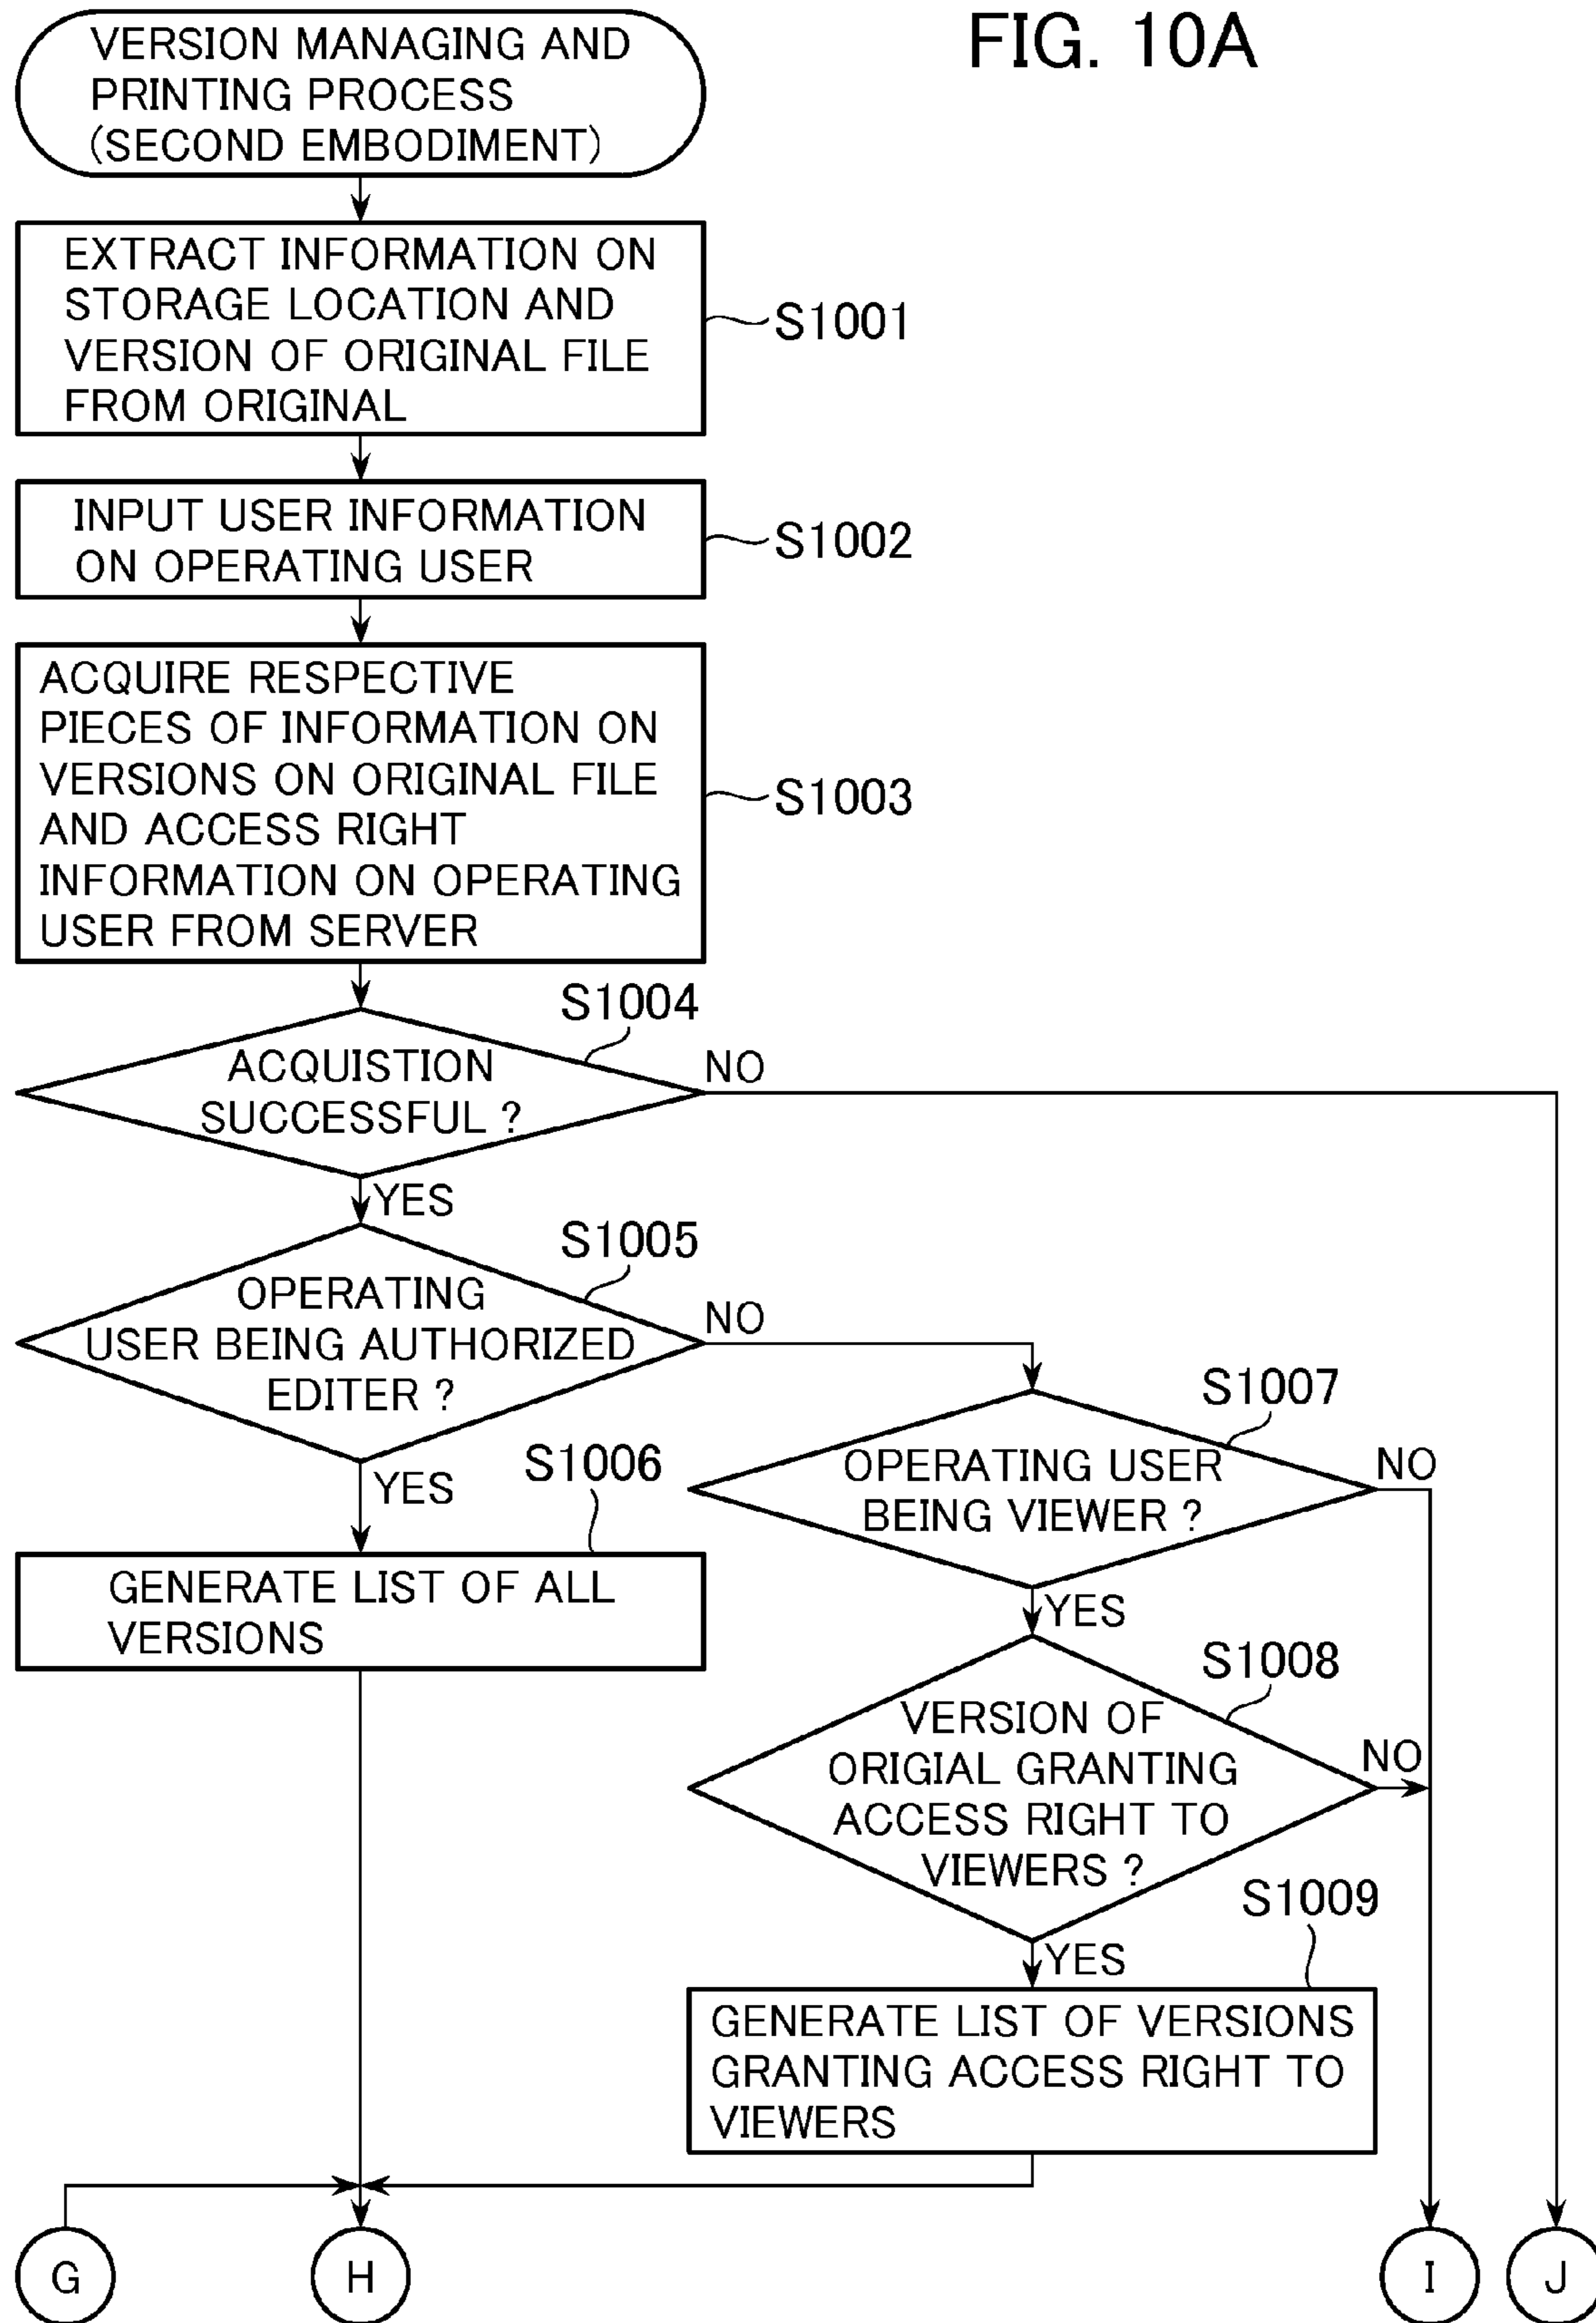 FIG. 10A
VERSION MANAGING AND
PRINTING PROCESS
(SECOND EMBODIMENT)
EXTRACT INFORMATION ON
STORAGE LOCATION AND
VERSION OF ORIGINAL FILE
FROM ORIGINAL
S1001
INPUT USER INFORMATION
ON OPERATING USER
S1002
ACQUIRE RESPECTIVE
PIECES OF INFORMATION ON
VERSIONS ON ORIGINAL FILE
AND ACCESS RIGHT
INFORMATION ON OPERATING
USER FROM SERVER
S1003
S1004
ACQUISTION
SUCCESSFUL ?
NO
YES
S1005
OPERATING
USER BEING AUTHORIZED
EDITER ?
NO
YES
S1006
GENERATE LIST OF ALL
VERSIONS
S1007
OPERATING USER
BEING VIEWER ?
NO
YES
S1008
VERSION OF
ORIGIAL GRANTING
ACCESS RIGHT TO
VIEWERS ?
NO
YES
S1009
GENERATE LIST OF VERSIONS
GRANTING ACCESS RIGHT TO
VIEWERS
G
H
I
J